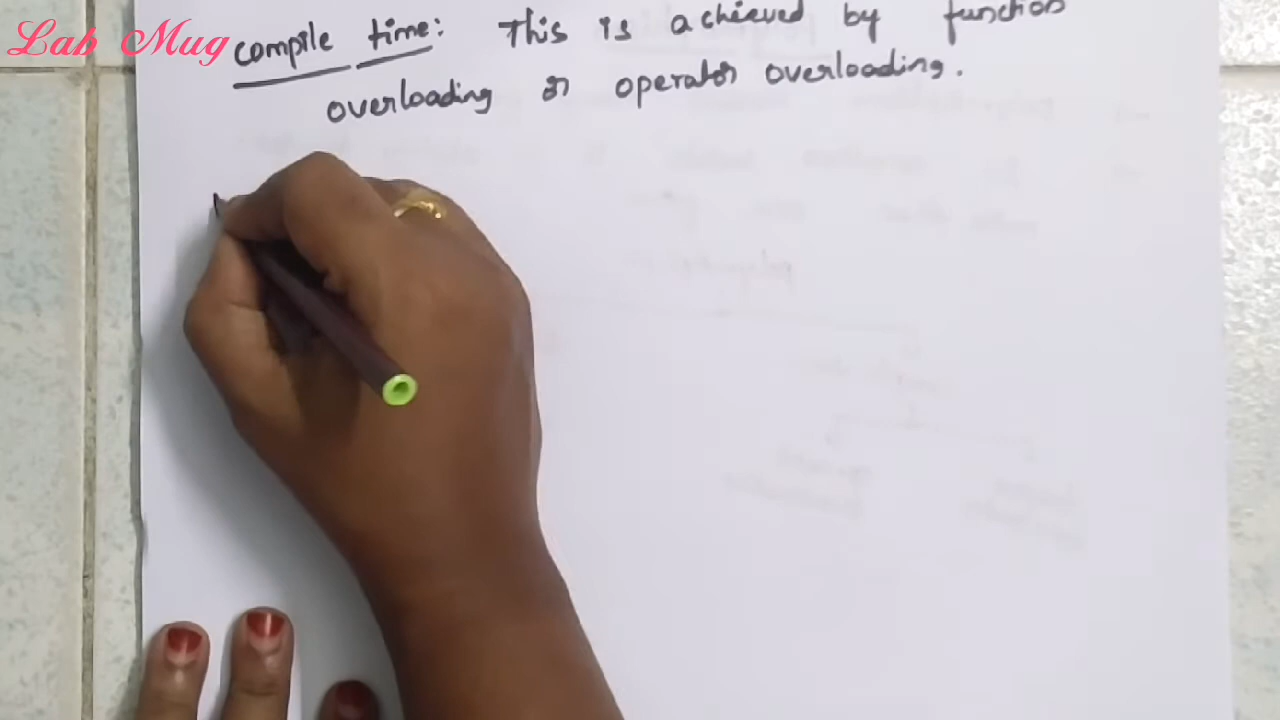 Lab Mug
compile time: This is achieved by function
overloading or operator overloading.